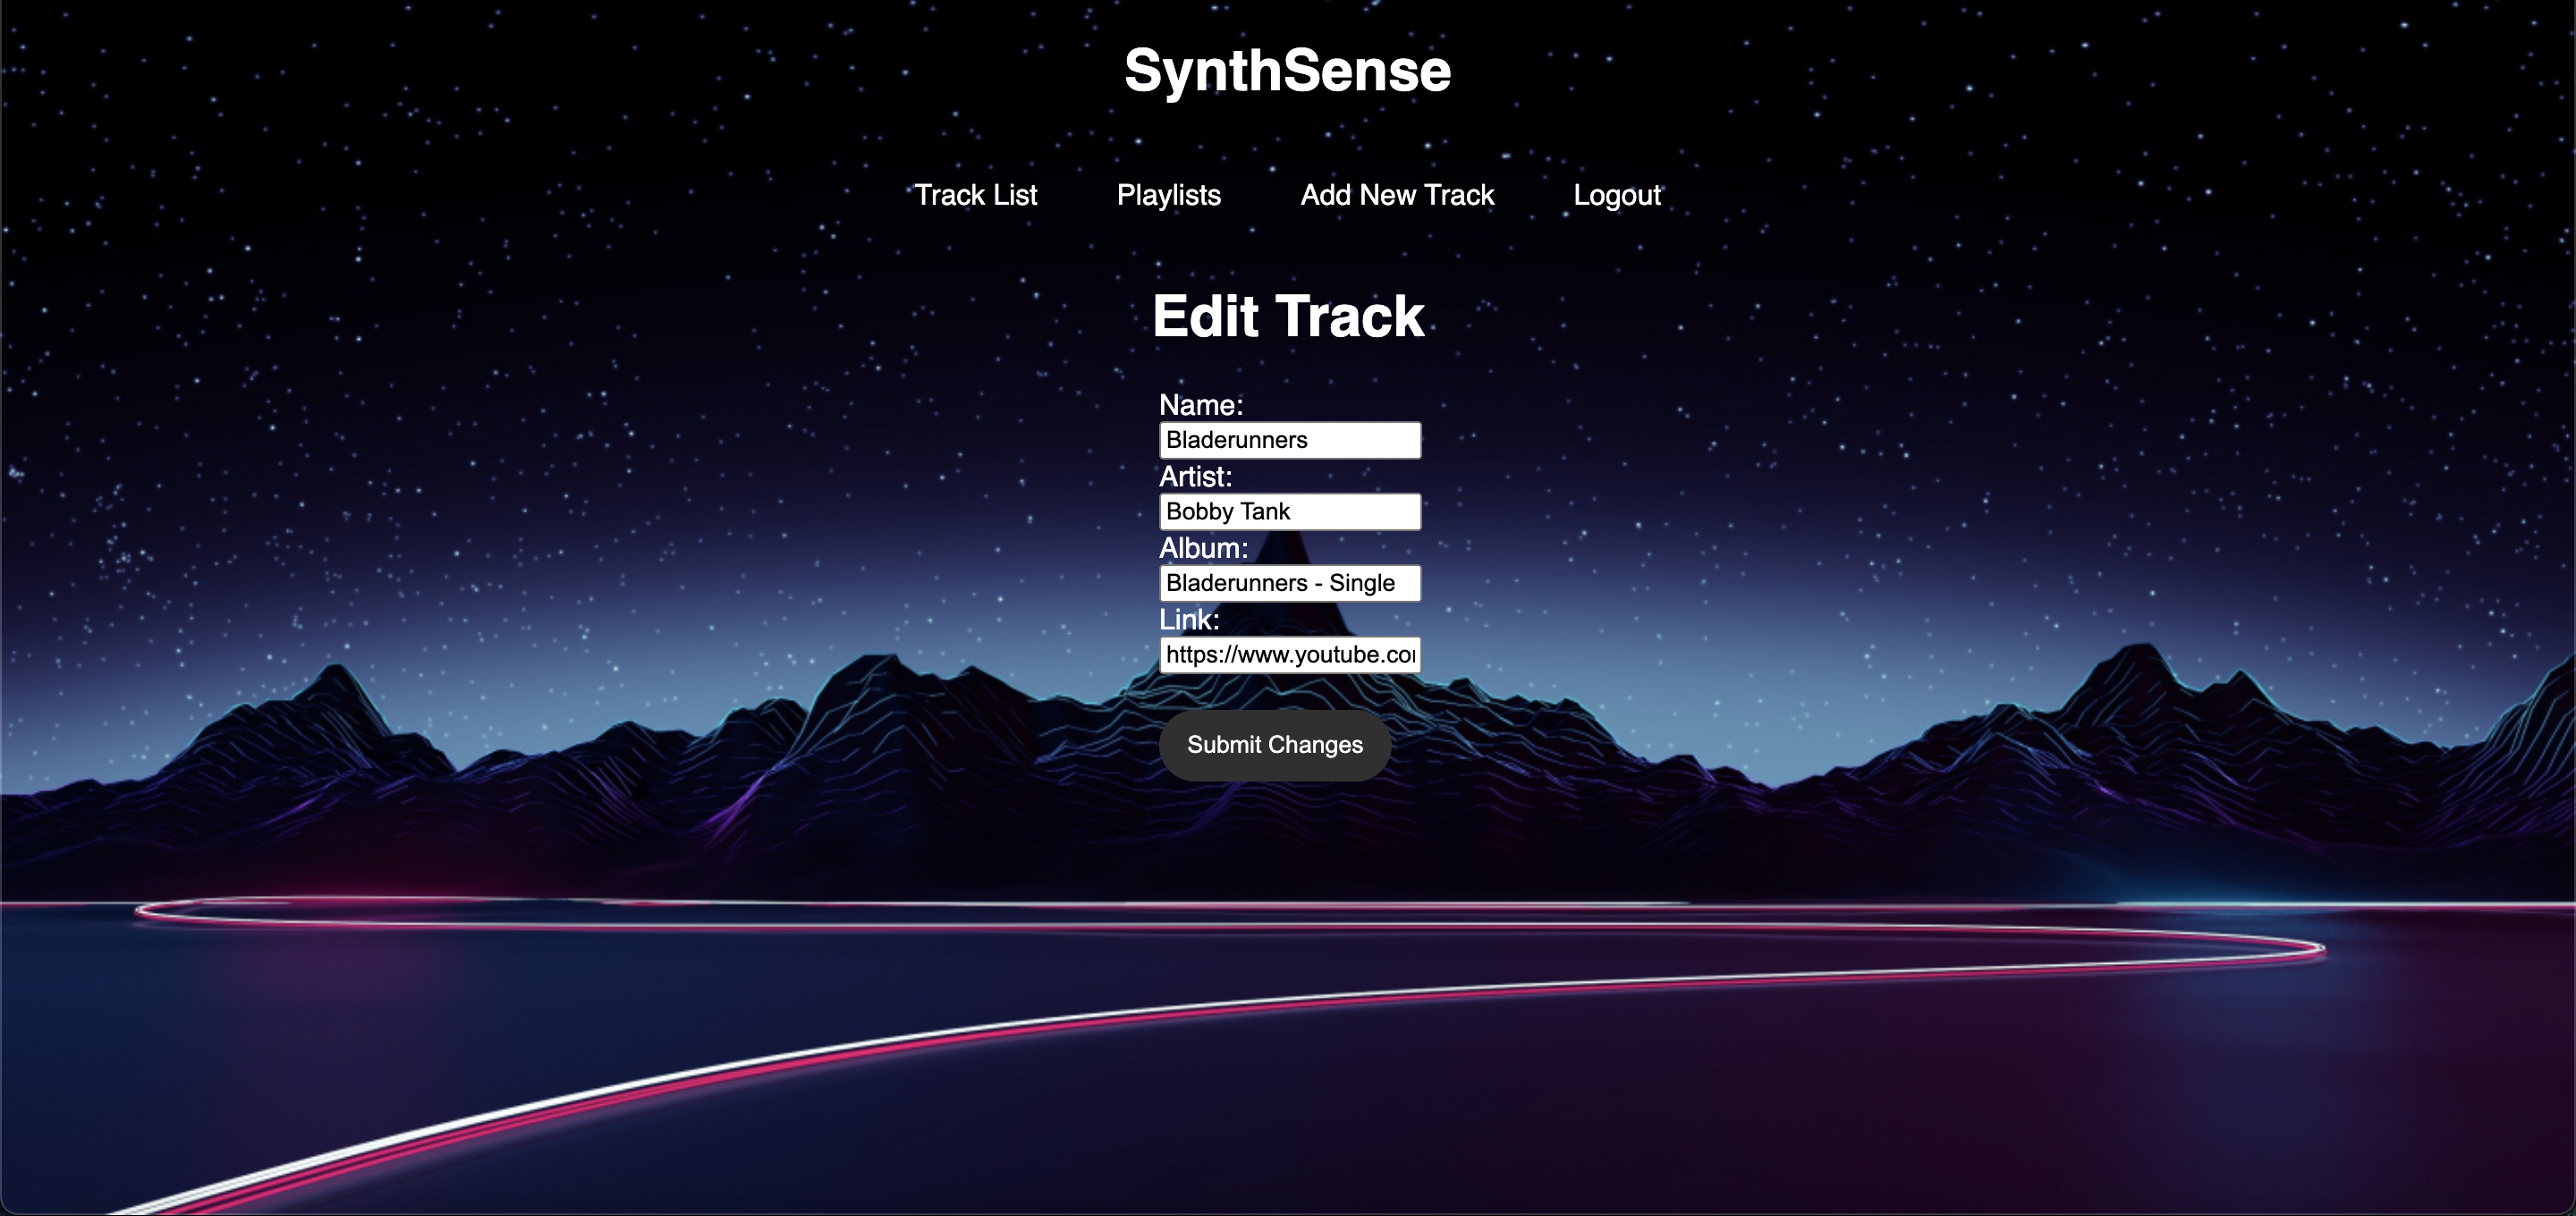 SynthSense
Track List Playlists Add New Track Logout
Edit Track
Name:
Bladerunners
Artist:
Bobby Tank
Album:
Bladerunners - Single
Link:
https://www.youtube.co
Submit Changes